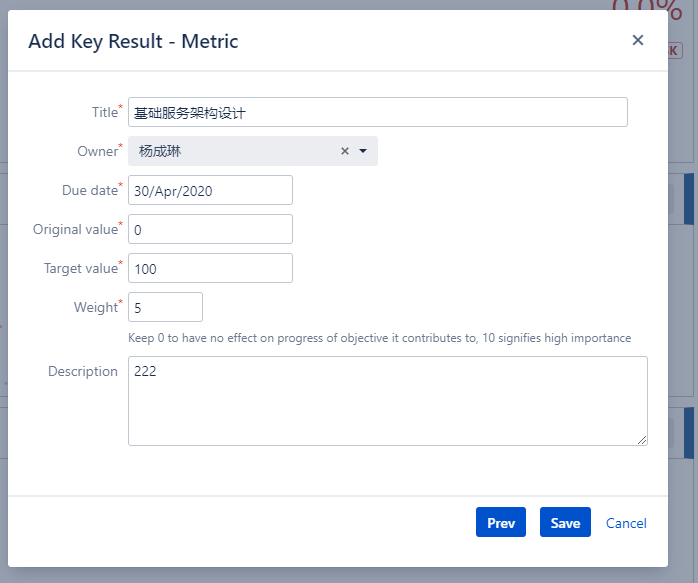 0.0%
Add Key Result - Metric
Title* 基础服务架构设计
Owner* 杨成琳
Due date* 30/Apr/2020
Original value* 0
Target value* 100
Weight* 5
Keep 0 to have no effect on progress of objective it contributes to, 10 signifies high importance
Description 222
Prev Save Cancel